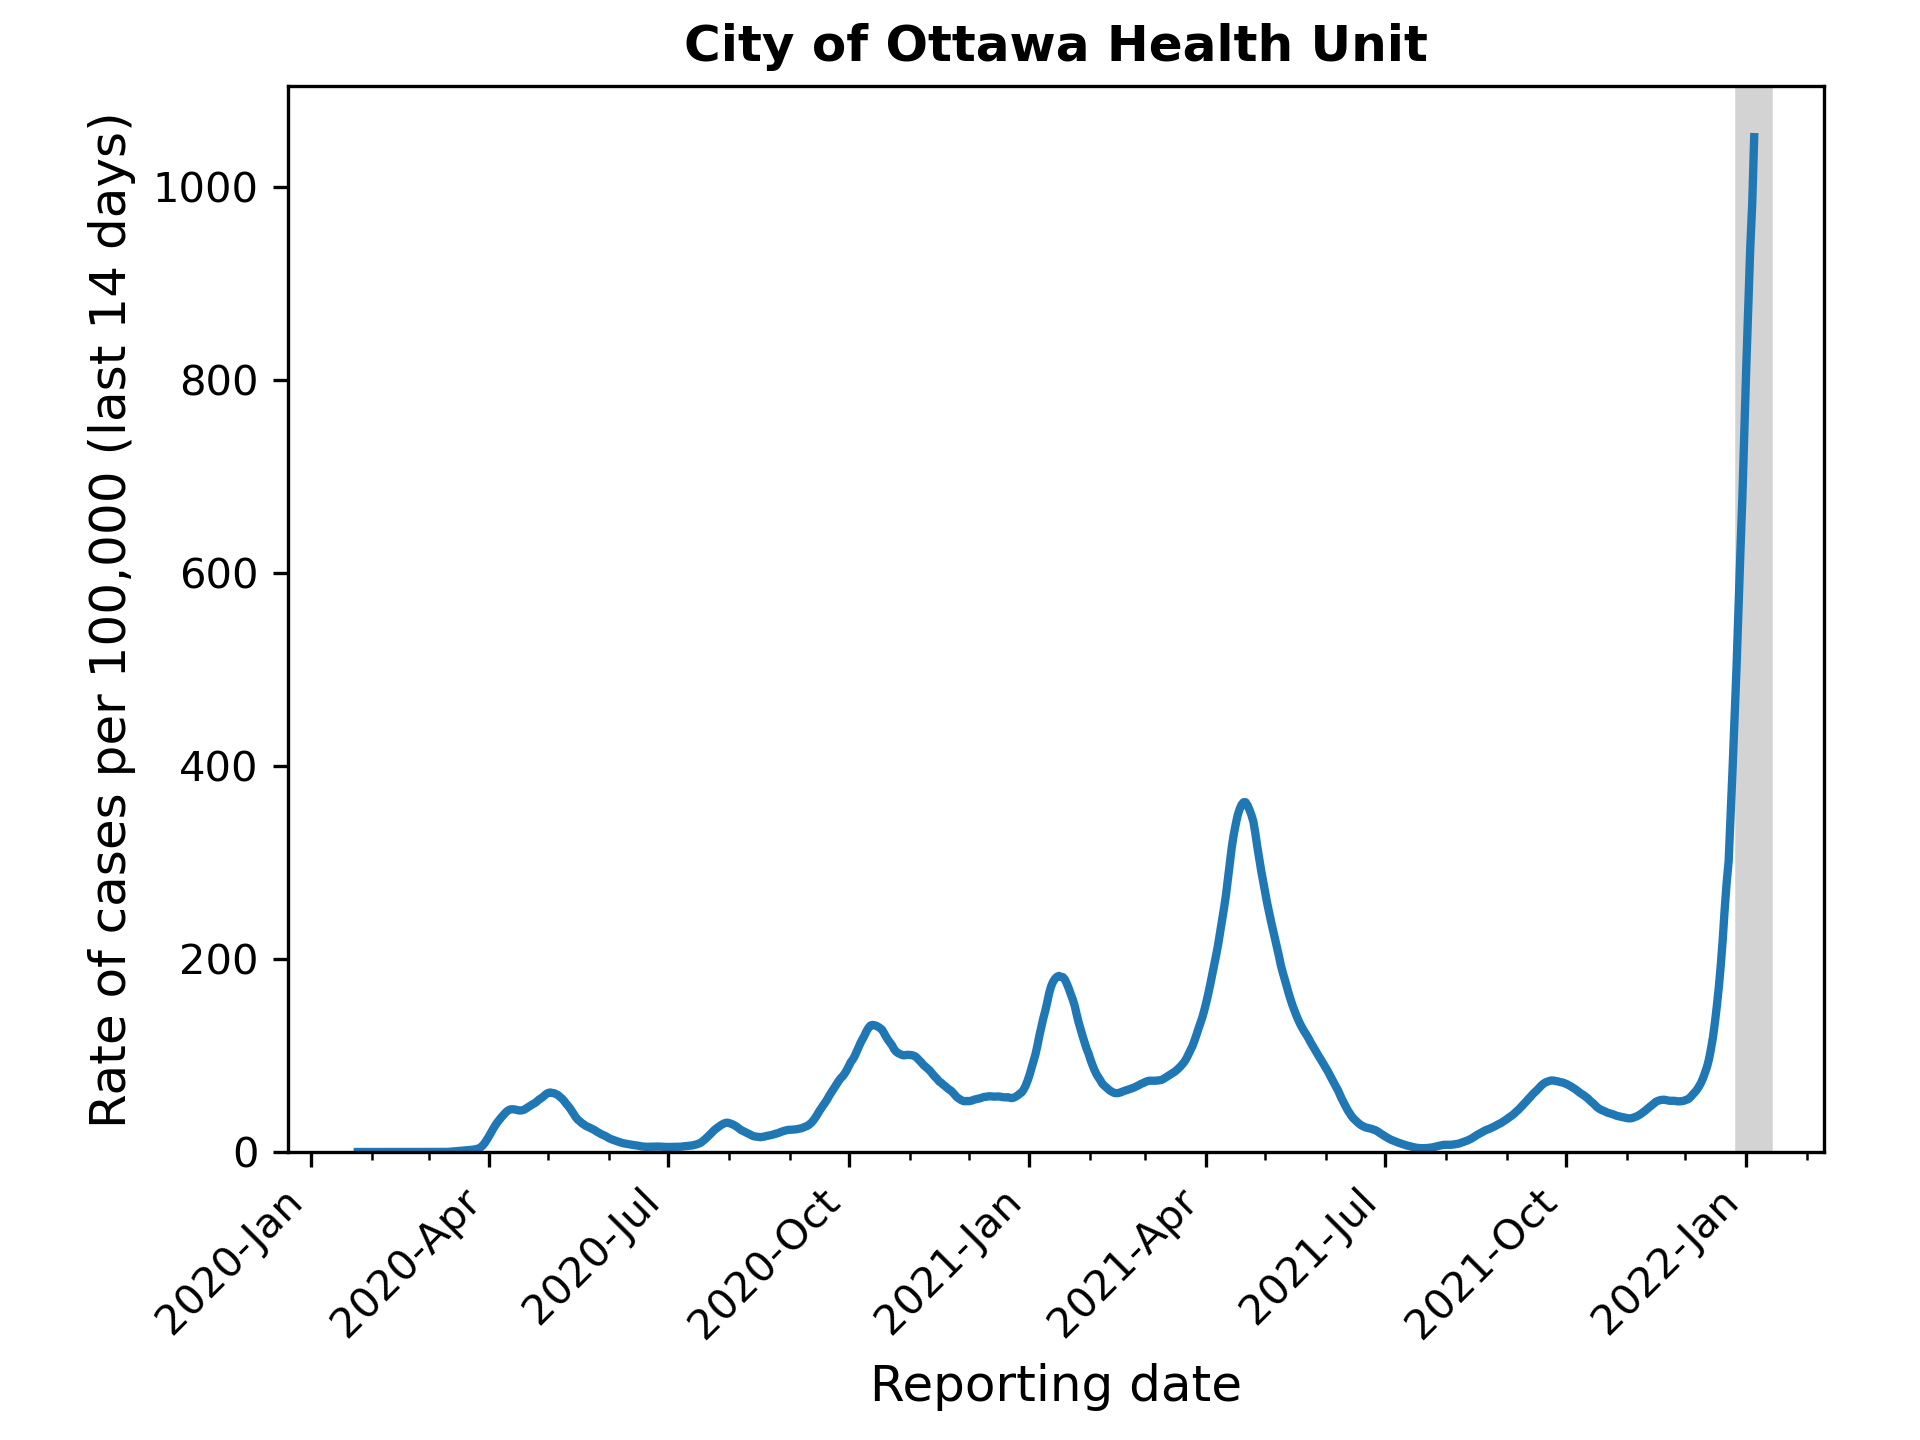 City of Ottawa Health Unit
Rate of cases per 100,000 (last 14 days)
1000
800
600
400
200
0
2020-Jan
2020-Apr
2020-Jul
2020-Oct
2021-Jan
2021-Apr
2021-Jul
2021-Oct
2022-Jan
Reporting date